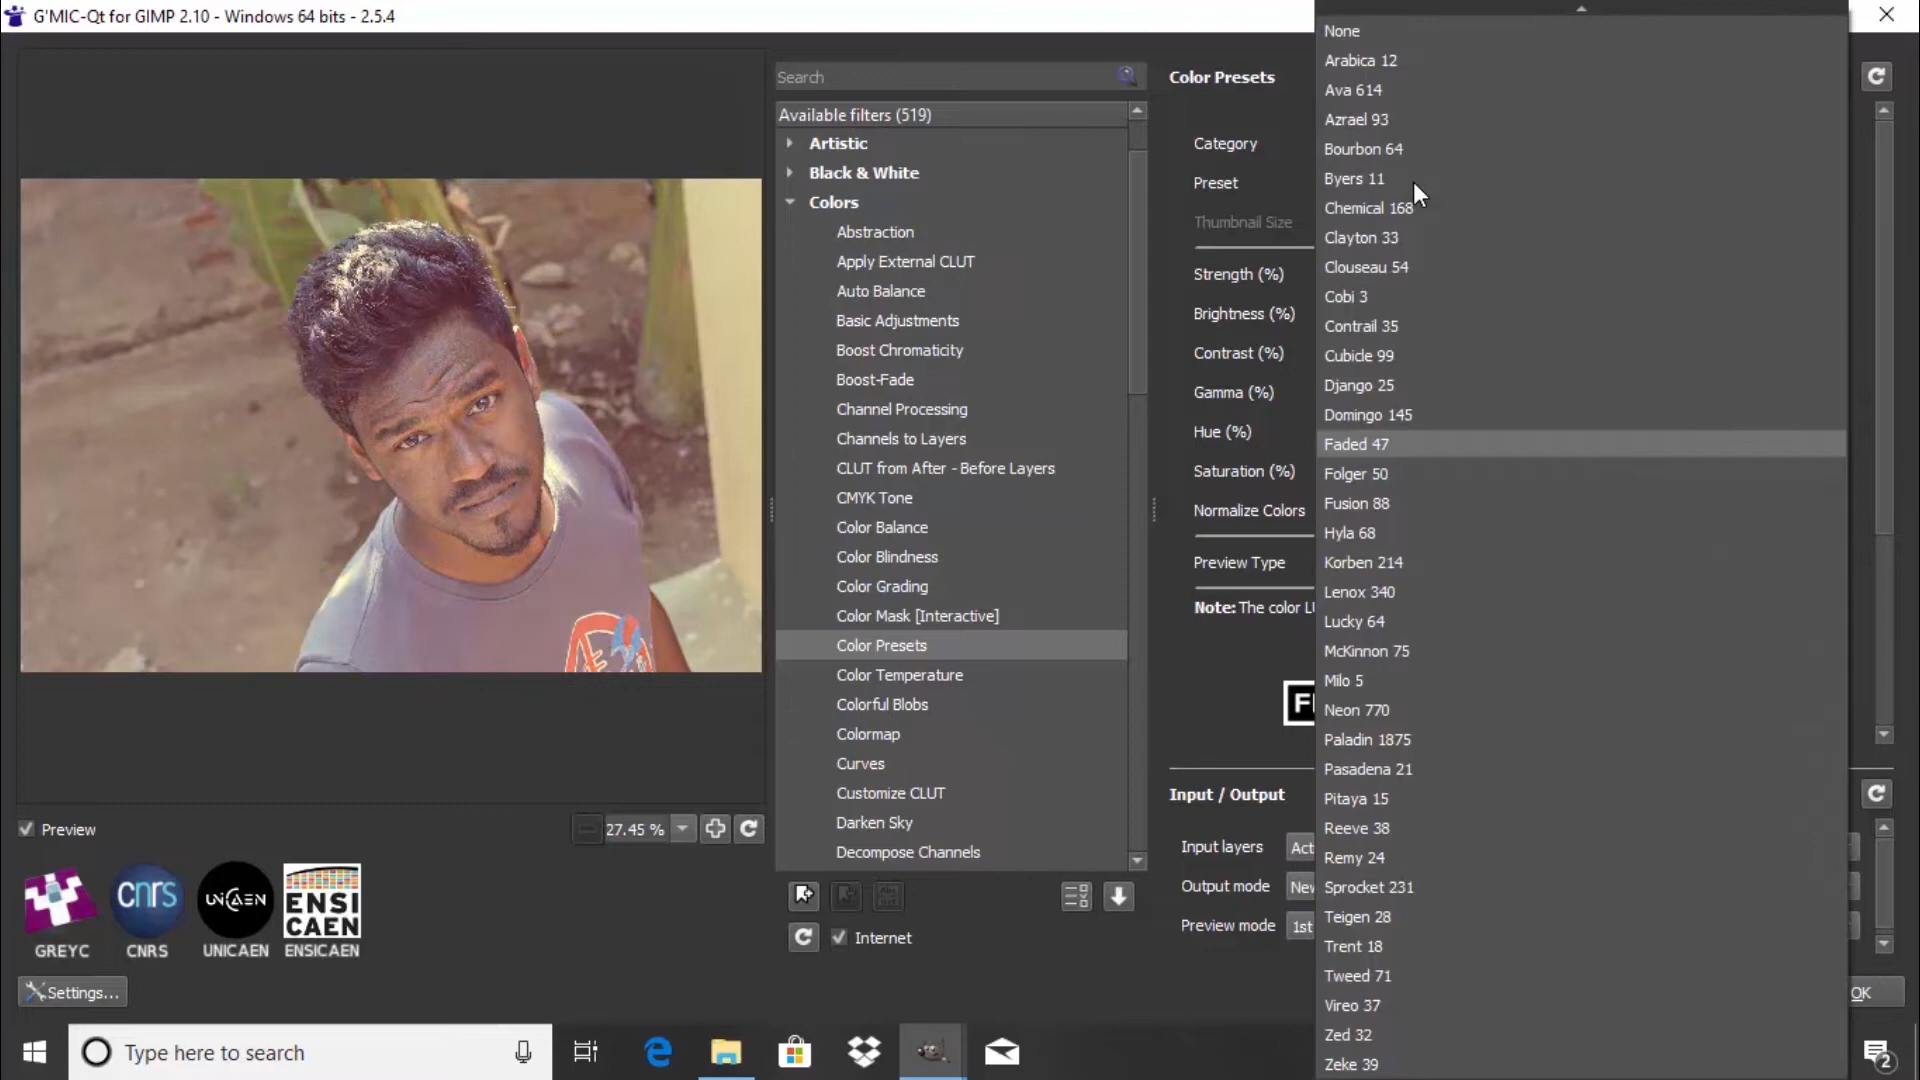 G'MIC-Qt for GIMP 2.10 - Windows 64 bits - 2.5.4
Search
Available filters (519)
Artistic
Black & White
Colors
Abstraction
Apply External CLUT
Auto Balance
Basic Adjustments
Boost Chromaticity
Boost-Fade
Channel Processing
Channels to Layers
CLUT from After - Before Layers
CMYK Tone
Color Balance
Color Blindness
Color Grading
Color Mask [Interactive]
Color Presets
Color Temperature
Colorful Blobs
Colormap
Curves
Customize CLUT
Darken Sky
Decompose Channels
Internet
Color Presets
Category
Preset
Thumbnail Size
Strength (%)
Brightness (%)
Contrast (%)
Gamma (%)
Hue (%)
Saturation (%)
Normalize Colors
Preview Type
Note: The color LU
Input / Output
Input layers Act
Output mode New
Preview mode 1st
None
Arabica 12
Ava 614
Azrael 93
Bourbon 64
Byers 11
Chemical 168
Clayton 33
Clouseau 54
Cobi 3
Contrail 35
Cubicle 99
Django 25
Domingo 145
Faded 47
Folger 50
Fusion 88
Hyla 68
Korben 214
Lenox 340
Lucky 64
McKinnon 75
Milo 5
Neon 770
Paladin 1875
Pasadena 21
Pitaya 15
Reeve 38
Remy 24
Sprocket 231
Teigen 28
Trent 18
Tweed 71
Vireo 37
Zed 32
Zeke 39
Preview
27.45 %
cnrs
UNICAEN
ENSI
CAEN
GREYC
CNRS
UNICAEN
ENSICAEN
Settings...
OK
Type here to search
2